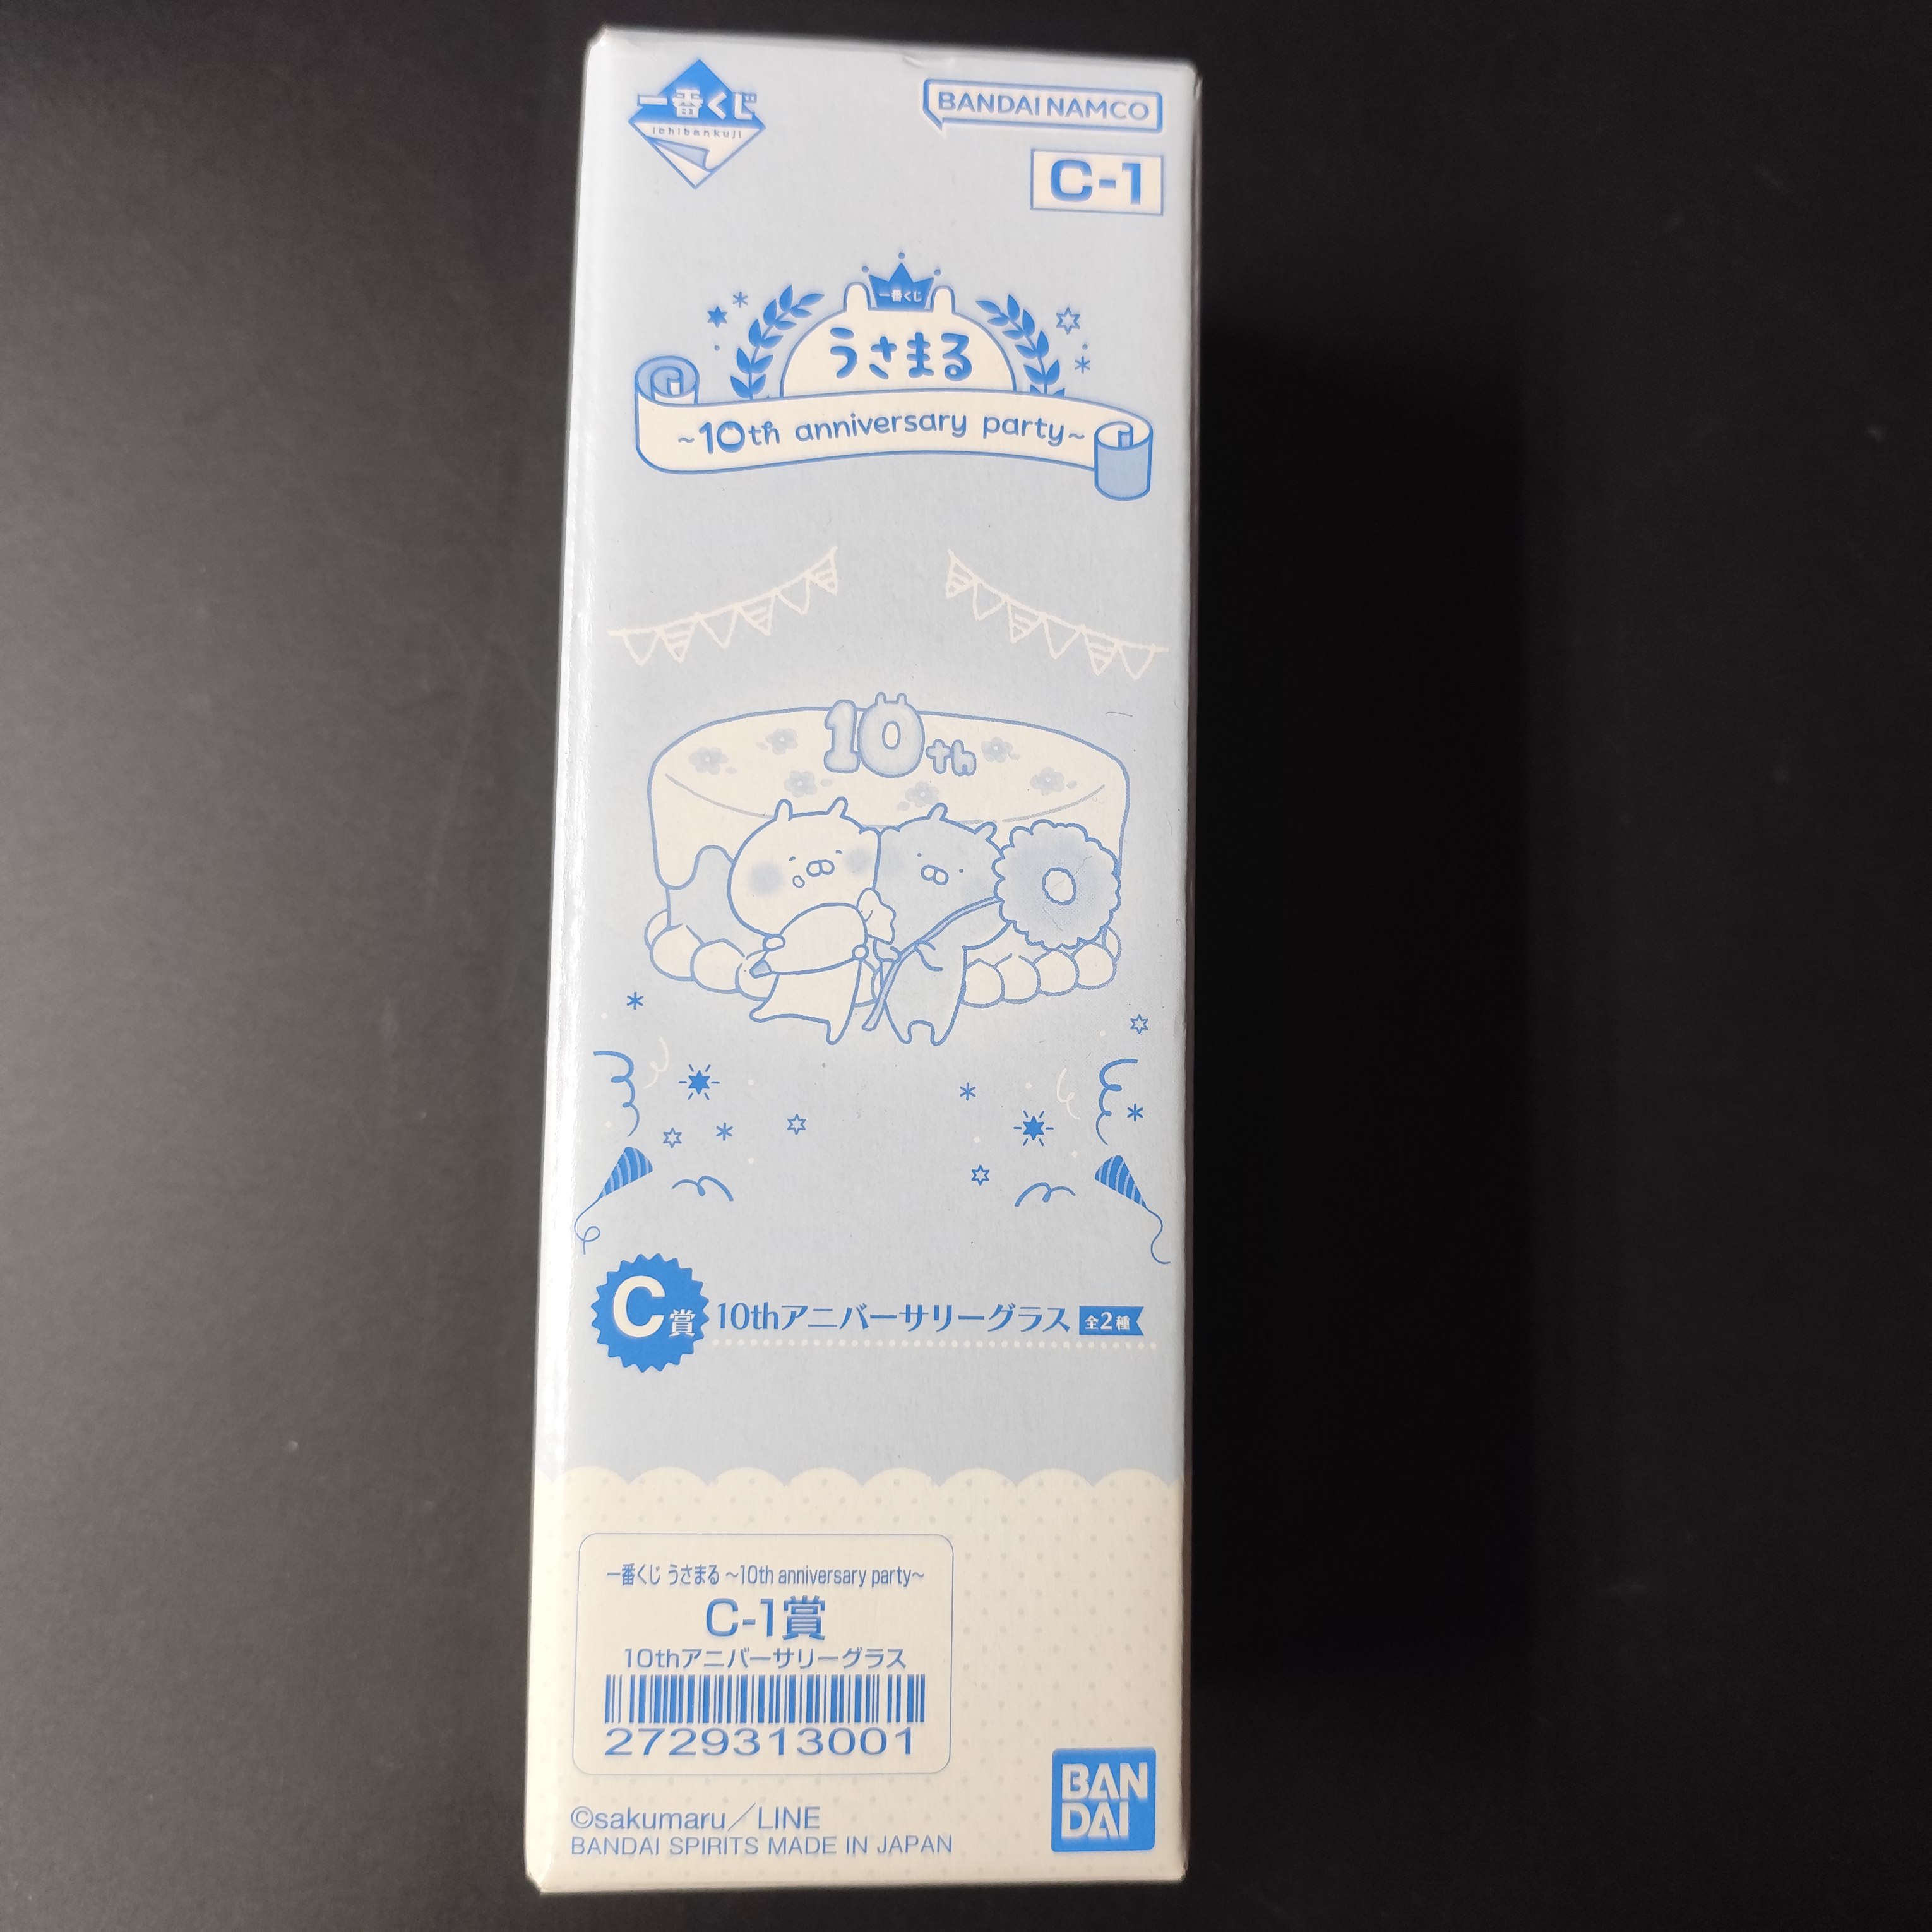 一番くじ
ichibankuji
BANDAI NAMCO
C-1
一番くじ
うさまる
~10th anniversary party~
10th
C賞 10thアニバーサリーグラス 全2種
一番くじ うさまる ~10th anniversary party~
C-1賞
10thアニバーサリーグラス
2729313001
©sakumaru/LINE
BANDAI SPIRITS MADE IN JAPAN
BAN
DAI